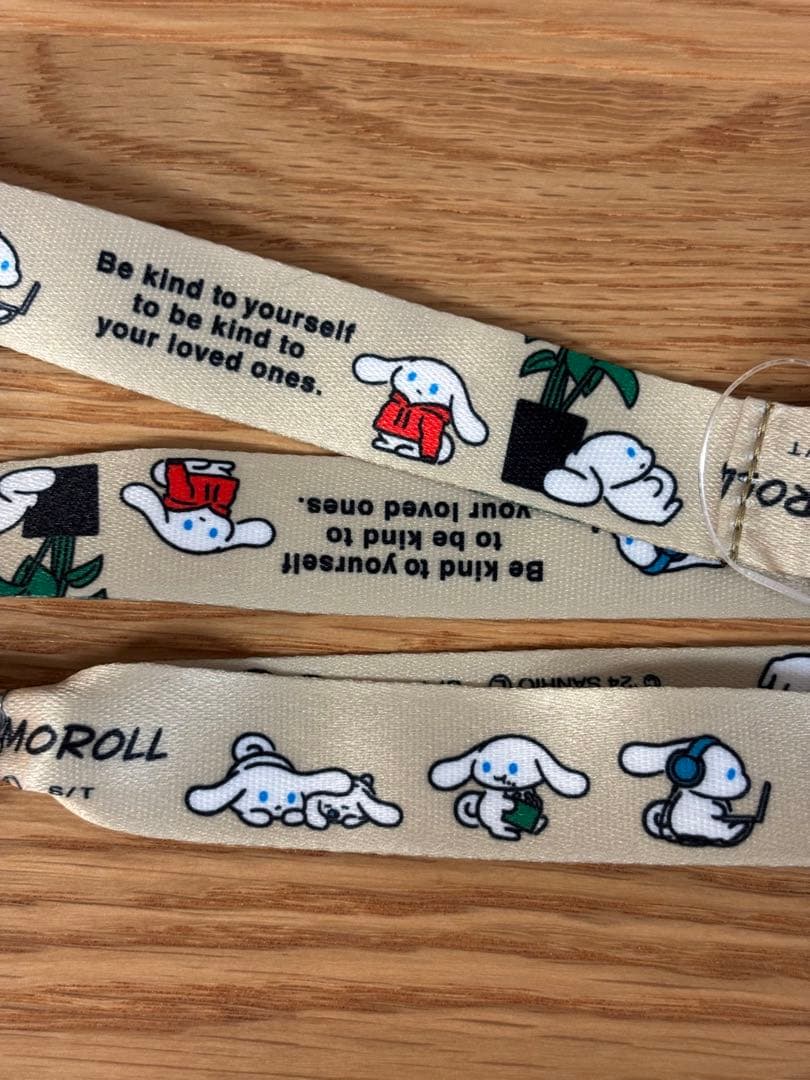 Be kind to yourself
to be kind to
your loved ones.
Be kind to yourself
to be kind to
your loved ones.
ROLL
/T
© '24 SANRIO
MOROLL
S/T